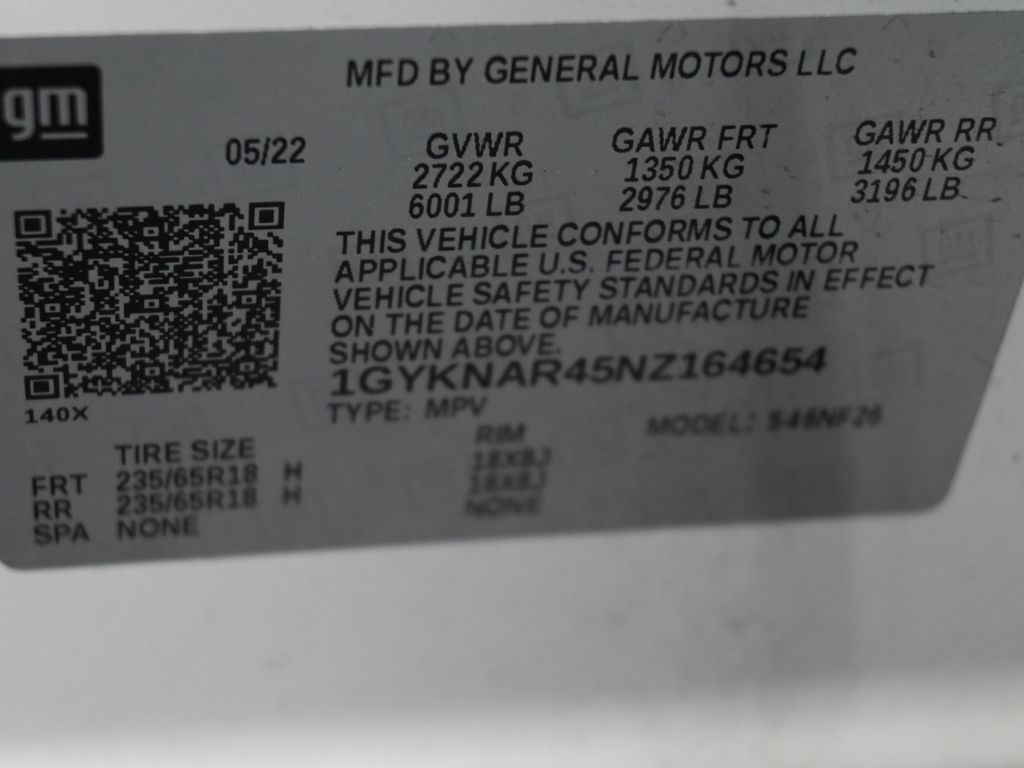 gm
MFD BY GENERAL MOTORS LLC
05/22
GVWR GAWR FRT GAWR RR
2722 KG 1350 KG 1450 KG
6001 LB 2976 LB 3196 LB
THIS VEHICLE CONFORMS TO ALL
APPLICABLE U.S. FEDERAL MOTOR
VEHICLE SAFETY STANDARDS IN EFFECT
ON THE DATE OF MANUFACTURE
SHOWN ABOVE.
1GYKNAR45NZ164654
140X
TYPE: MPV MODEL:
TIRE SIZE RIM
FRT 235/65R18 H 18X8J
RR 235/65R18 H 18X8J
SPA NONE NONE